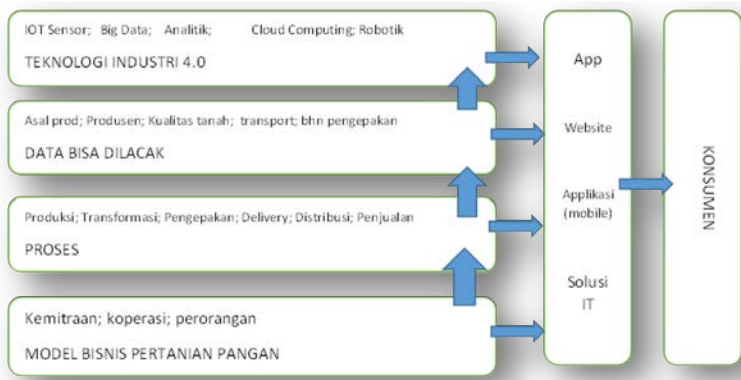 IOT Sensor; Big Data; Analitik; Cloud Computing; Robotik
TEKNOLOGI INDUSTRI 4.0
Asal prod; Produsen; Kualitas tanah; transport; bhn pengepakan
DATA BISA DILACAK
Produksi; Transformasi; Pengepakan; Delivery; Distribusi; Penjualan
PROSES
Kemitraan; koperasi; perorangan
MODEL BISNIS PERTANIAN PANGAN
App
Website
Applikasi
(mobile)
Solusi
IT
KONSUMEN